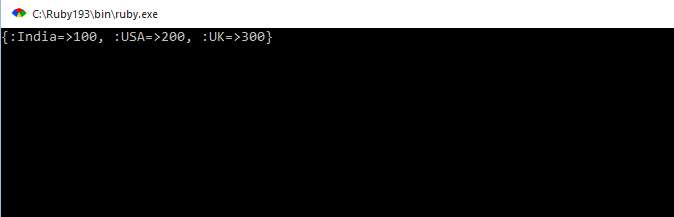 C:\Ruby193\bin\ruby.exe
{:India=>100, :USA=>200, :UK=>300}